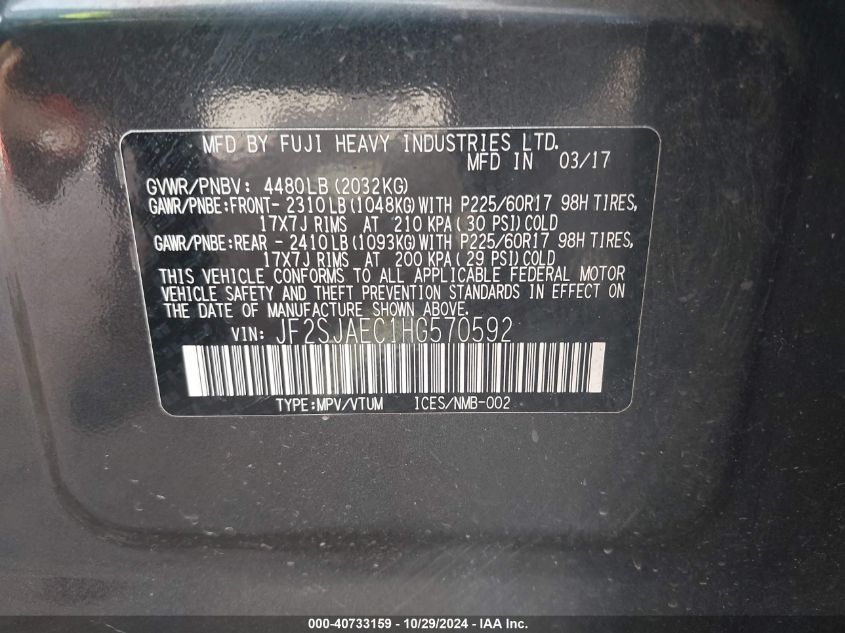 MFD BY FUJI HEAVY INDUSTRIES LTD.
MFD IN 03/17
GVWR/PNBV: 4480LB(2032KG)
GAWR/PNBE:FRONT- 2310LB(1048KG)WITH P225/60R17 98H TIRES,
17X7J RIMS AT 210 KPA(30 PSI)COLD
GAWR/PNBE:REAR - 2410LB(1093KG)WITH P225/60R17 98H TIRES,
17X7J RIMS AT 200 KPA(29 PSI)COLD
THIS VEHICLE CONFORMS TO ALL APPLICABLE FEDERAL MOTOR
VEHICLE SAFETY AND THEFT PREVENTION STANDARDS IN EFFECT ON
THE DATE OF MANUFACTURE SHOWN ABOVE.
VIN: JF2SJAEC1HG570592
TYPE:MPV/VTUM ICES/NMB-002
000-40733159 - 10/29/2024 - IAA Inc.